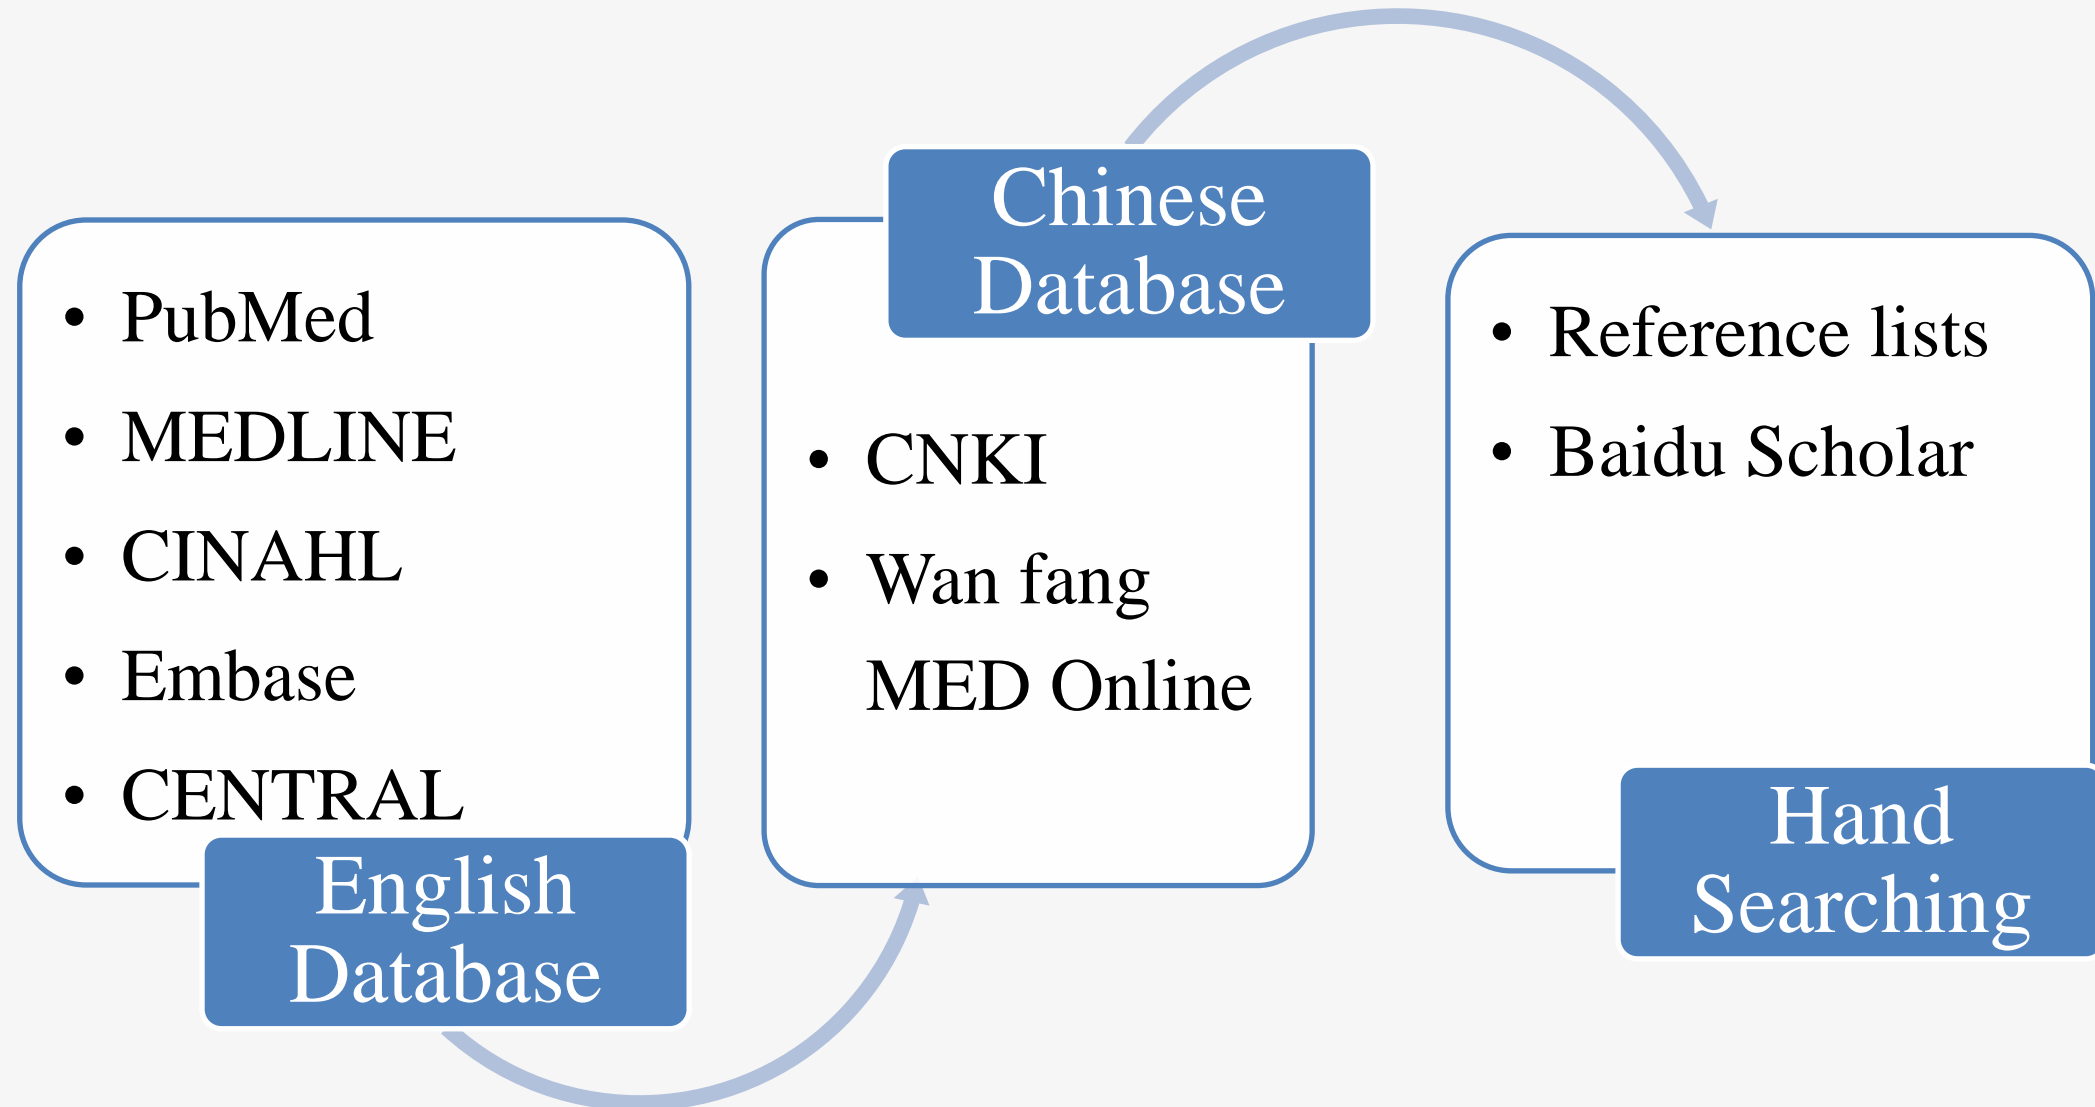 • PubMed
• MEDLINE
• CINAHL
• Embase
• CENTRAL
English
Database
Chinese
Database
• CNKI
• Wan fang
MED Online
• Reference lists
• Baidu Scholar
Hand
Searching